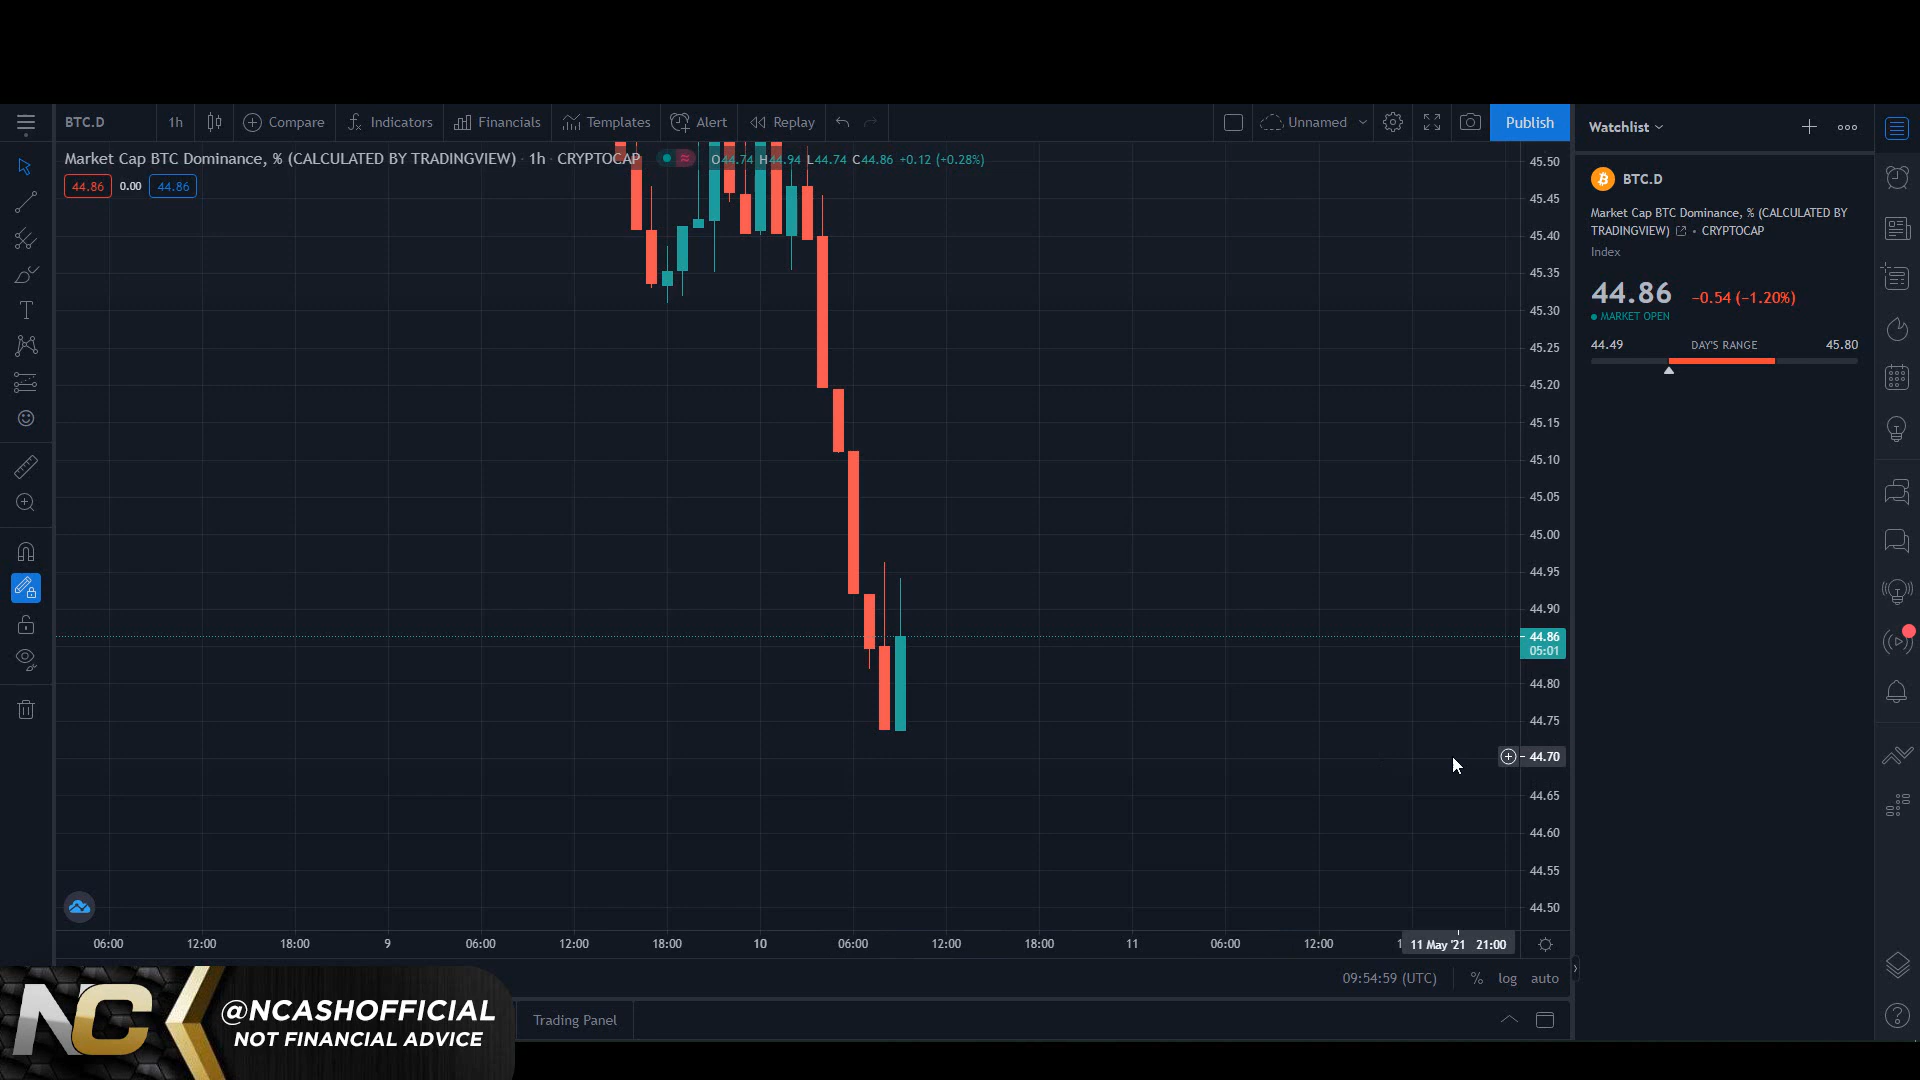 BTC.D 1h Compare Indicators Financials Templates Alert Replay Unnamed Publish
Market Cap BTC Dominance, % (CALCULATED BY TRADINGVIEW) · 1h · CRYPTOCAP O44.74 H44.94 L44.74 C44.86 +0.12 (+0.28%)
44.86 0.00 44.86
45.50
45.45
45.40
45.35
45.30
45.25
45.20
45.15
45.10
45.05
45.00
44.95
44.90
44.86
05:01
44.80
44.75
44.70
44.65
44.60
44.55
44.50
06:00 12:00 18:00 9 06:00 12:00 18:00 10 06:00 12:00 18:00 11 06:00 12:00 11 May '21 21:00
09:54:59 (UTC) % log auto
Trading Panel
Watchlist
BTC.D
Market Cap BTC Dominance, % (CALCULATED BY
TRADINGVIEW) • CRYPTOCAP
Index
44.86 −0.54 (−1.20%)
MARKET OPEN
44.49 DAY'S RANGE 45.80
NC
@NCASHOFFICIAL
NOT FINANCIAL ADVICE